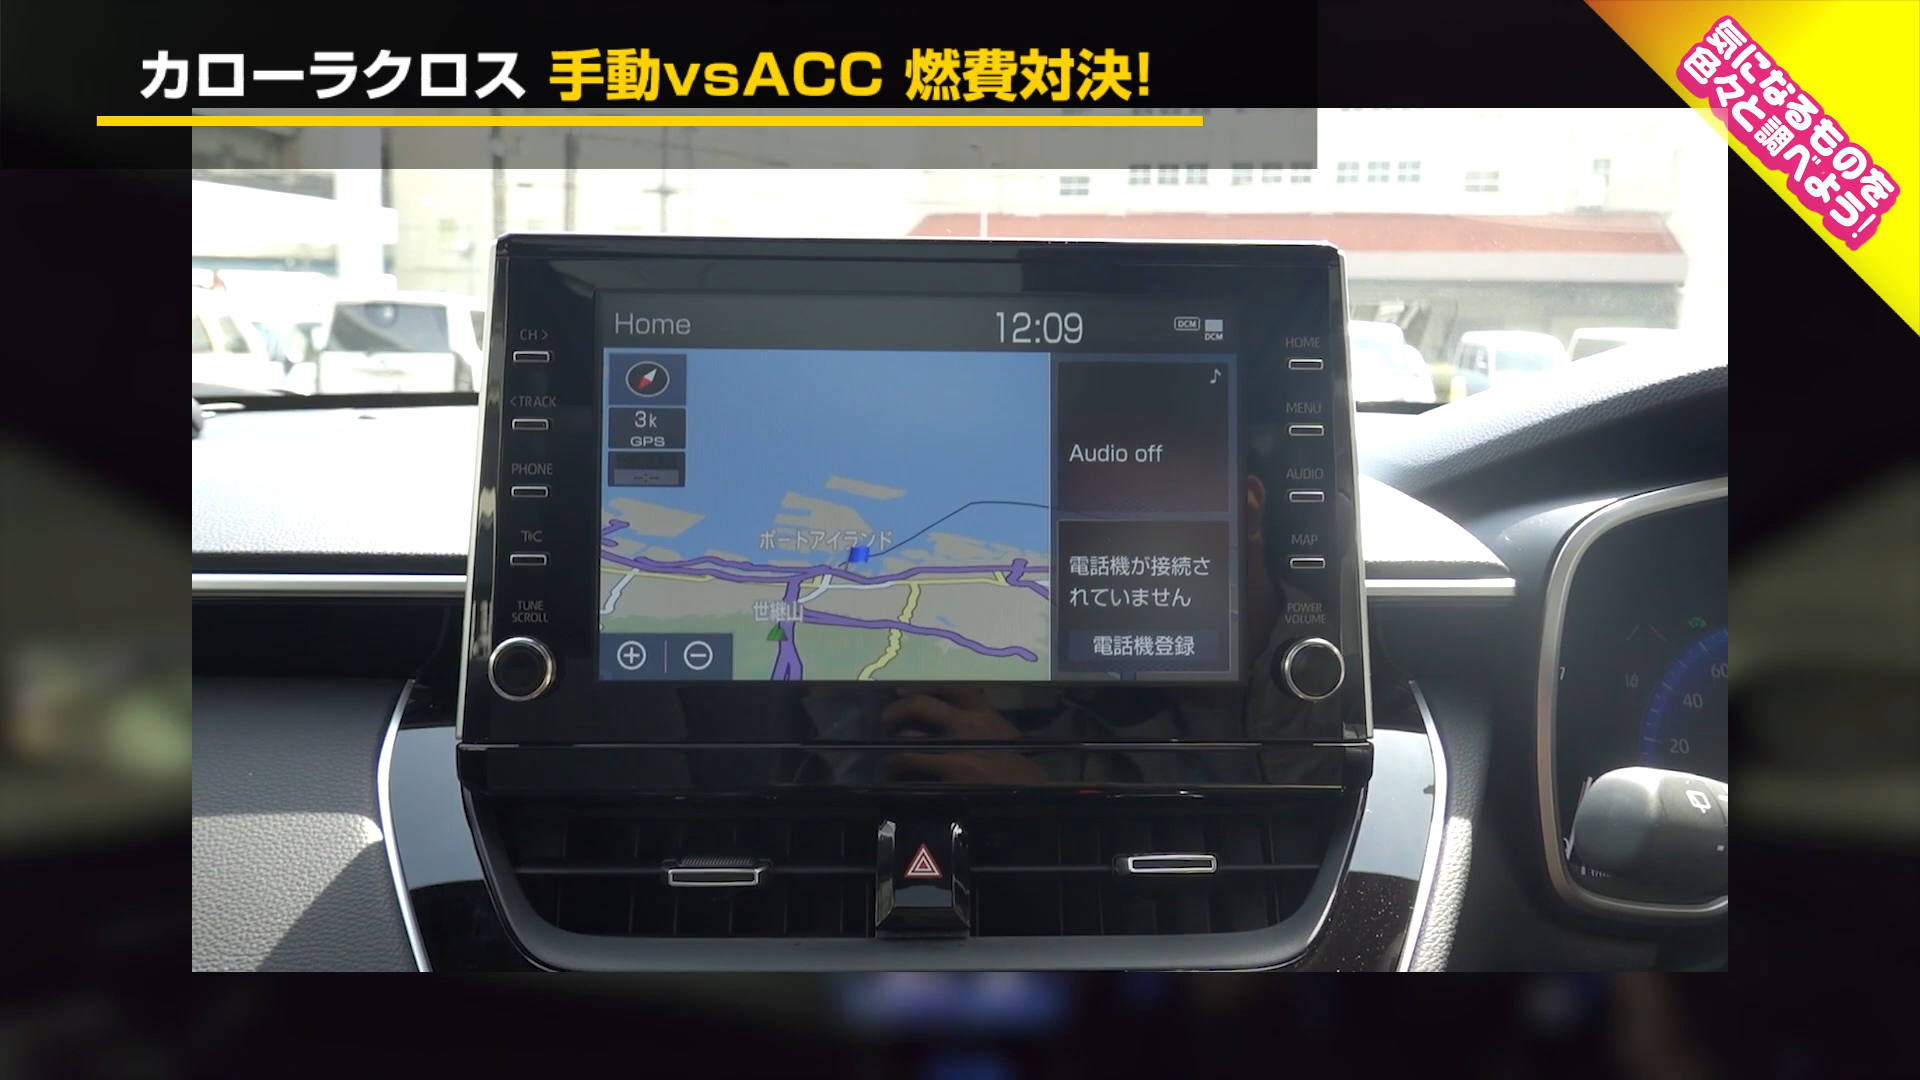 カローラクロス 手動vsACC 燃費対決!
気になるものを
色々と調べよう!
Home
12:09
DCM
DCM
CH >
< TRACK
PHONE
TUNE
SCROLL
3k
GPS
--:--
ポートアイランド
Audio off
電話機が接続さ
れていません
電話機登録
HOME
MENU
AUDIO
MAP
POWER
VOLUME
60
40
20